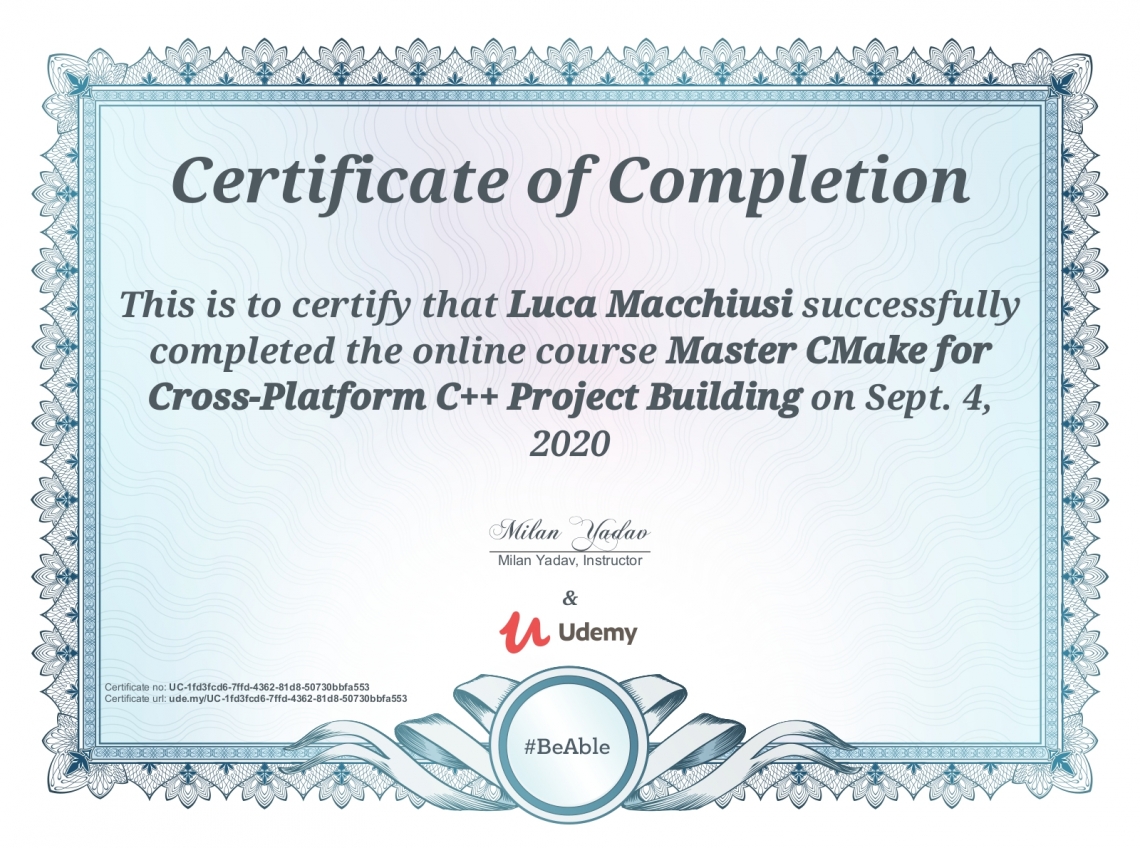 Certificate of Completion
This is to certify that Luca Macchiusi successfully
completed the online course Master CMake for
Cross-Platform C++ Project Building on Sept. 4,
2020
Milan Yadav
Milan Yadav, Instructor
&
Udemy
Certificate no: UC-1fd3fcd6-7ffd-4362-81d8-50730bbfa553
Certificate url: ude.my/UC-1fd3fcd6-7ffd-4362-81d8-50730bbfa553
#BeAble